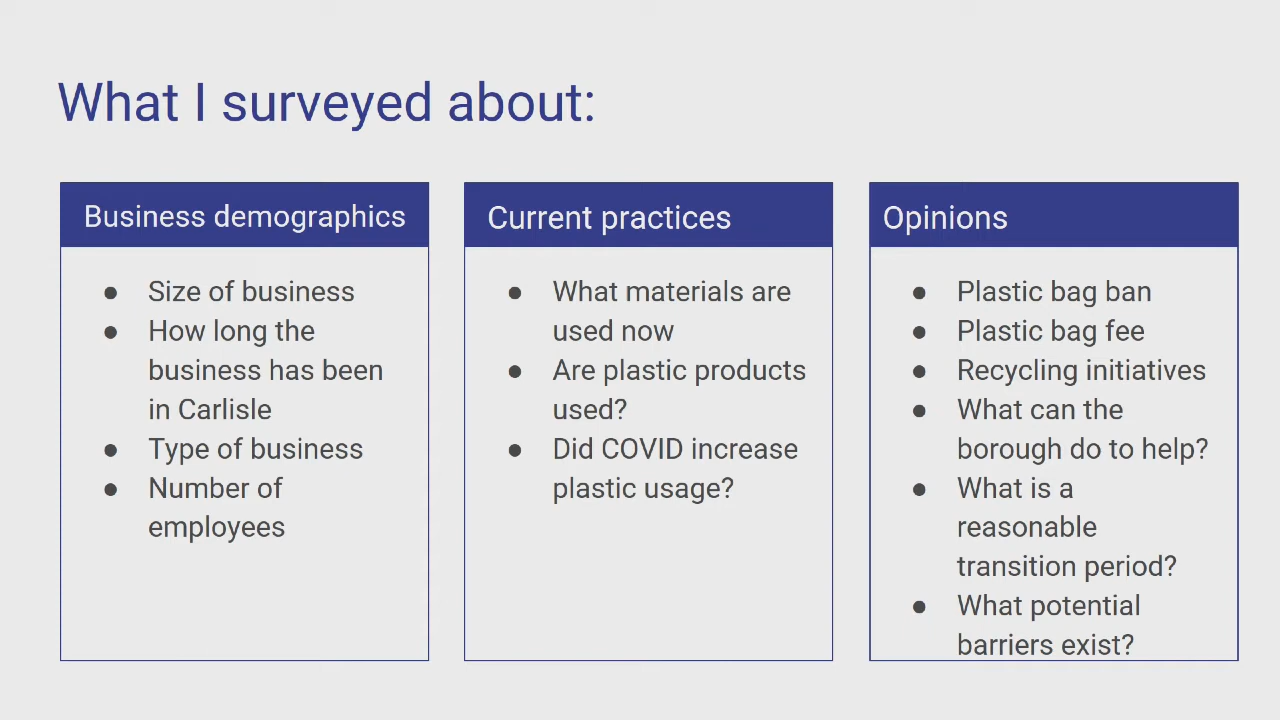 What I surveyed about:
Business demographics
● Size of business
● How long the
business has been
in Carlisle
● Type of business
● Number of
employees
Current practices
● What materials are
used now
● Are plastic products
used?
● Did COVID increase
plastic usage?
Opinions
● Plastic bag ban
● Plastic bag fee
● Recycling initiatives
● What can the
borough do to help?
● What is a
reasonable
transition period?
● What potential
barriers exist?